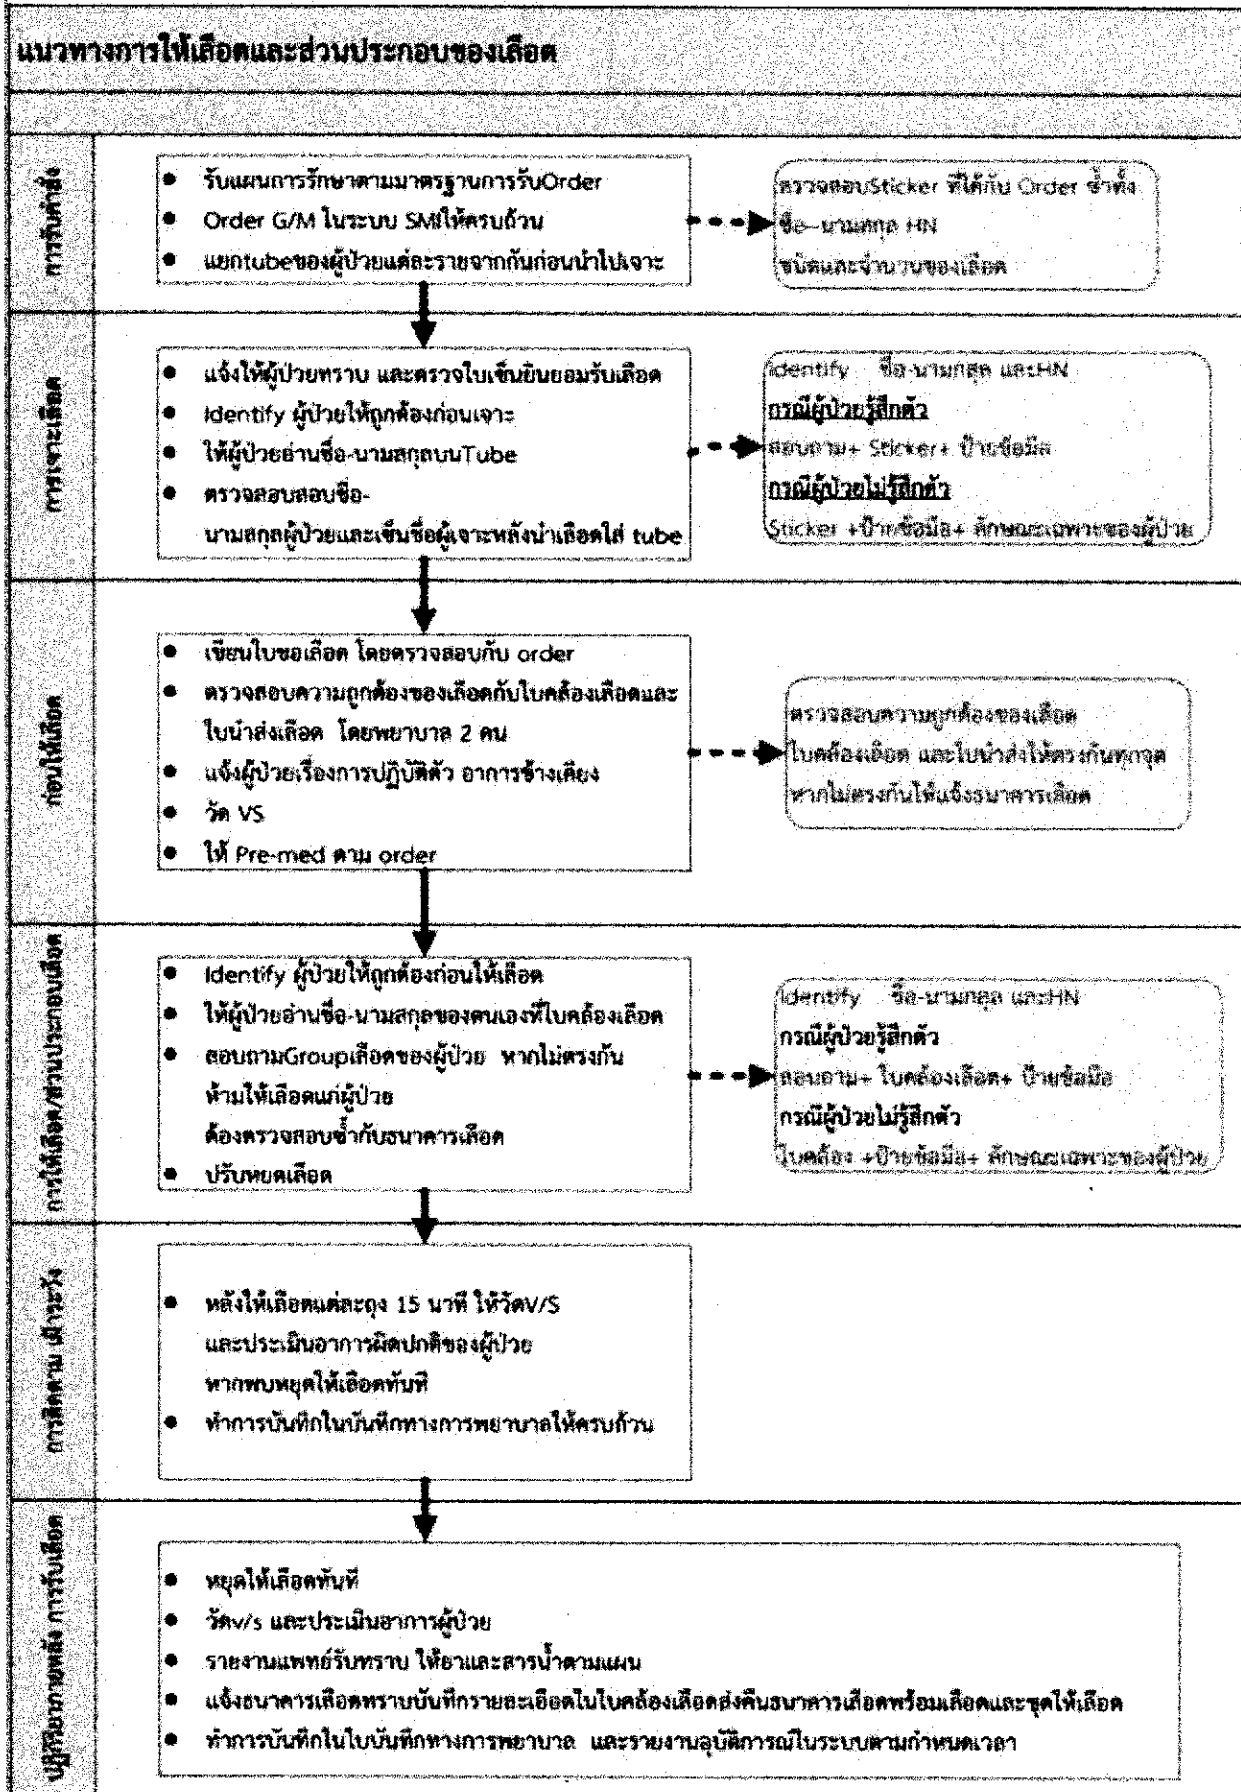 แนวทางการให้เลือดและส่วนประกอบของเลือด
การรับคำสั่ง
● รับแผนการรักษาตามมาตรฐานการรับOrder
● Order G/M ในระบบ SMIให้ครบถ้วน
● แยกtubeของผู้ป่วยแต่ละรายจากกันก่อนนำไปเจาะ
ตรวจสอบSticker ที่ได้กับ Order ซ้ำทั้ง
ชื่อ–นามสกุล HN
ชนิดและจำนวนของเลือด
การเจาะเลือด
● แจ้งให้ผู้ป่วยทราบ และตรวจใบเซ็นยินยอมรับเลือด
● Identify ผู้ป่วยให้ถูกต้องก่อนเจาะ
● ให้ผู้ป่วยอ่านชื่อ-นามสกุลบนTube
● ตรวจสอบสอบชื่อ-
นามสกุลผู้ป่วยและเซ็นชื่อผู้เจาะหลังนำเลือดใส่ tube
Identify ชื่อ-นามกสุล และHN
กรณีผู้ป่วยรู้สึกตัว
สอบถาม+ Sticker+ ป้ายข้อมือ
กรณีผู้ป่วยไม่รู้สึกตัว
Sticker +ป้ายข้อมือ+ ลักษณะเฉพาะของผู้ป่วย
ก่อนให้เลือด
● เขียนใบขอเลือด โดยตรวจสอบกับ order
● ตรวจสอบความถูกต้องของเลือดกับใบคล้องเลือดและ
ใบนำส่งเลือด โดยพยาบาล 2 คน
● แจ้งผู้ป่วยเรื่องการปฏิบัติตัว อาการข้างเคียง
● วัด VS
● ให้ Pre-med ตาม order
ตรวจสอบความถูกต้องของเลือด
ใบคล้องเลือด และใบนำส่งให้ตรงกันทุกจุด
หากไม่ตรงกันให้แจ้งธนาคารเลือด
การให้เลือด/ส่วนประกอบเลือด
● Identify ผู้ป่วยให้ถูกต้องก่อนให้เลือด
● ให้ผู้ป่วยอ่านชื่อ-นามสกุลของตนเองที่ใบคล้องเลือด
● สอบถามGroupเลือดของผู้ป่วย หากไม่ตรงกัน
ห้ามให้เลือดแก่ผู้ป่วย
ต้องตรวจสอบซ้ำกับธนาคารเลือด
● ปรับหยดเลือด
Identify ชื่อ-นามกสุล และHN
กรณีผู้ป่วยรู้สึกตัว
สอบถาม+ ใบคล้องเลือด+ ป้ายข้อมือ
กรณีผู้ป่วยไม่รู้สึกตัว
ใบคล้อง +ป้ายข้อมือ+ ลักษณะเฉพาะของผู้ป่วย
การติดตาม เฝ้าระวัง
● หลังให้เลือดแต่ละถุง 15 นาที ให้วัดV/S
และประเมินอาการผิดปกติของผู้ป่วย
หากพบหยุดให้เลือดทันที
● ทำการบันทึกในบันทึกทางการพยาบาลให้ครบถ้วน
ปฏิกิริยาภายหลัง การรับเลือด
● หยุดให้เลือดทันที
● วัดv/s และประเมินอาการผู้ป่วย
● รายงานแพทย์รับทราบ ให้ยาและสารน้ำตามแผน
● แจ้งธนาคารเลือดทราบบันทึกรายละเอียดในใบคล้องเลือดส่งคืนธนาคารเลือดพร้อมเลือดและชุดให้เลือด
● ทำการบันทึกในใบบันทึกทางการพยาบาล และรายงานอุบัติการณ์ในระบบตามกำหนดเวลา